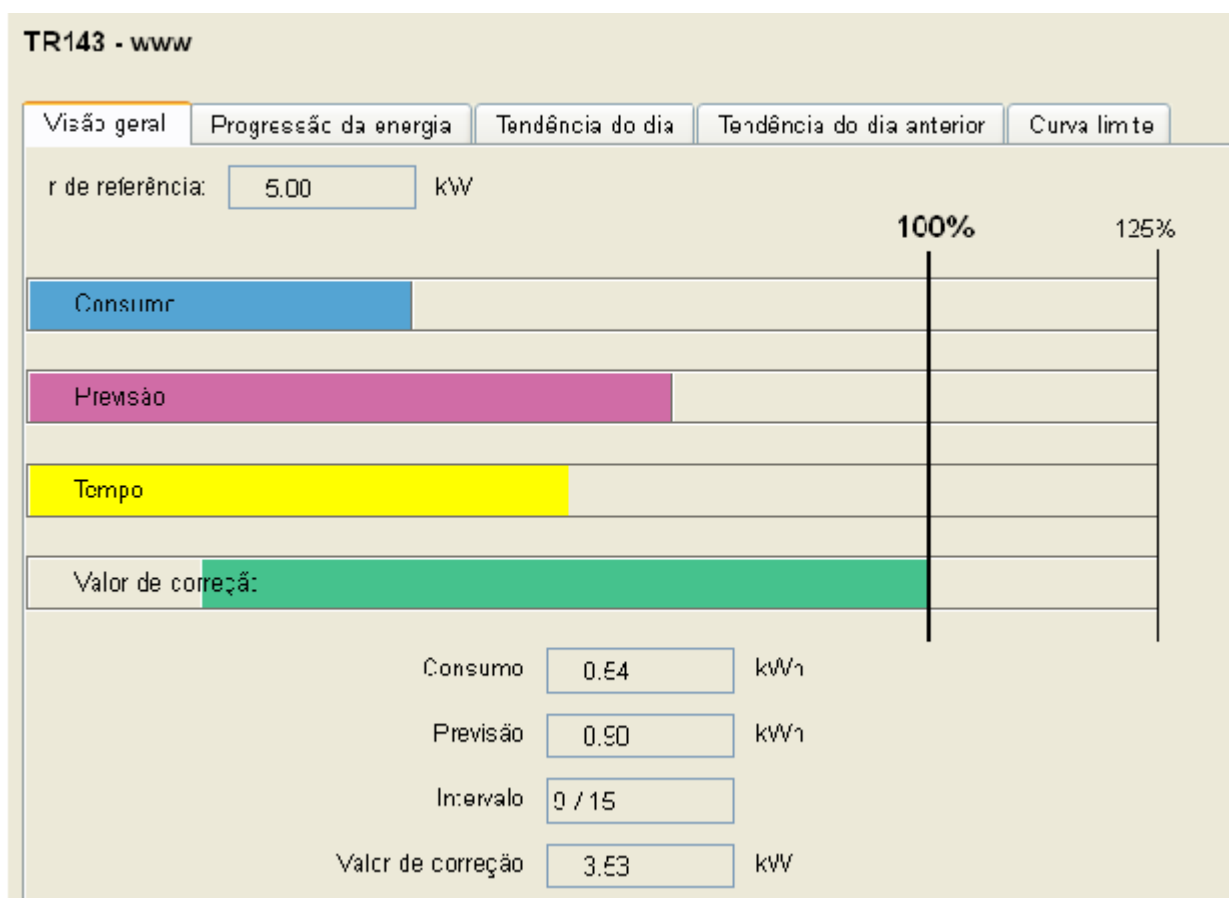 TR143 - www
Visão geral Progressão da energia Tendência do dia Tendência do dia anterior Curva limite
r de referência: 5.00 kW
100% 125%
Consumo
Previsão
Tempo
Valor de correção
Consumo 0.54 kWh
Previsão 0.90 kWh
Intervalo 9 / 15
Valor de correção 3.53 kW